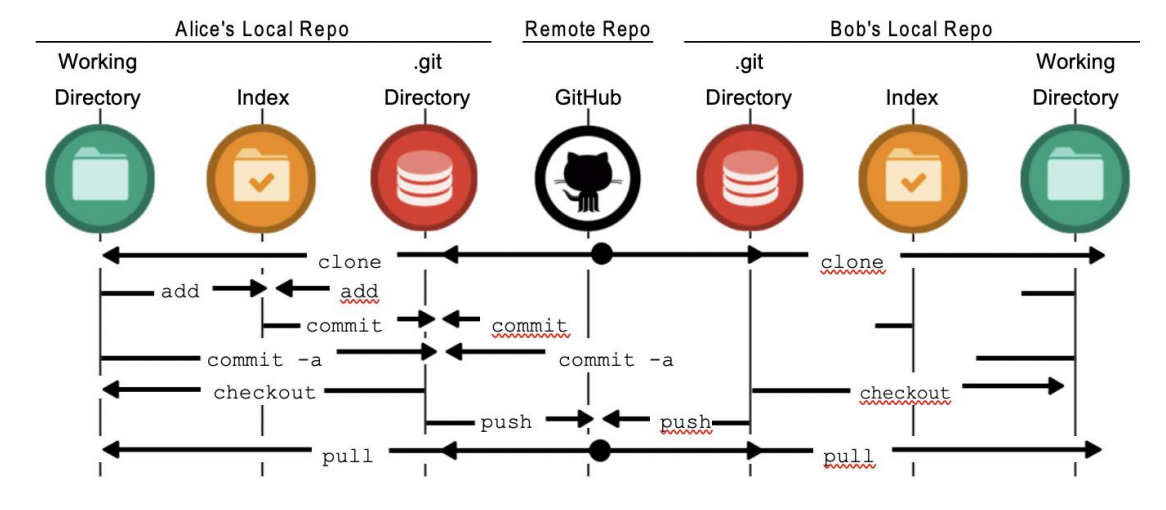 Alice's Local Repo Remote Repo Bob's Local Repo
Working .git .git Working
Directory Index Directory GitHub Directory Index Directory
clone clone
add add
commit commit
commit -a commit -a
checkout checkout
push push
pull pull